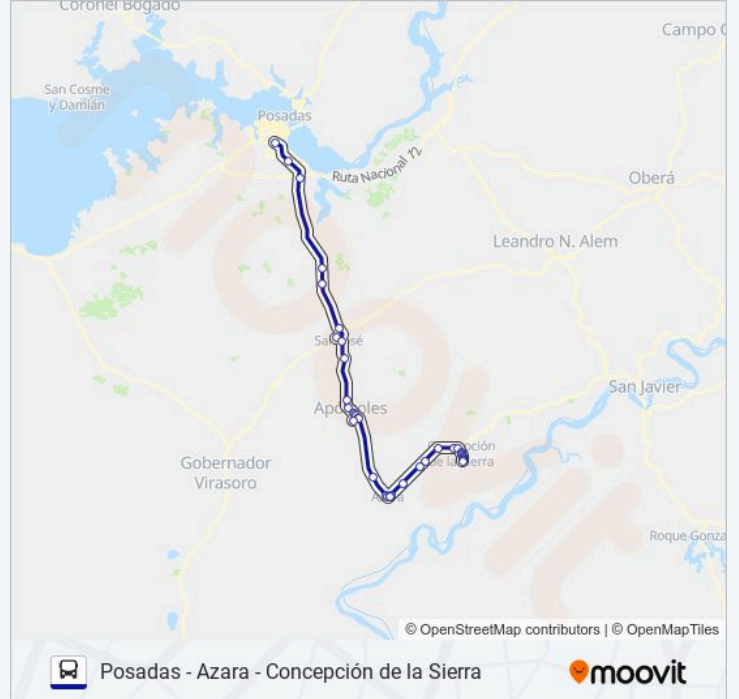 Coronel Bogado
Campo
San Cosme
y Damián
Posadas
Ruta Nacional 12
Oberá
Leandro N. Alem
San José
San Javier
Apóstoles
Concepción
de la Sierra
Gobernador
Virasoro
Azara
Roque Gonza
© OpenStreetMap contributors | © OpenMapTiles
Posadas - Azara - Concepción de la Sierra
moovit